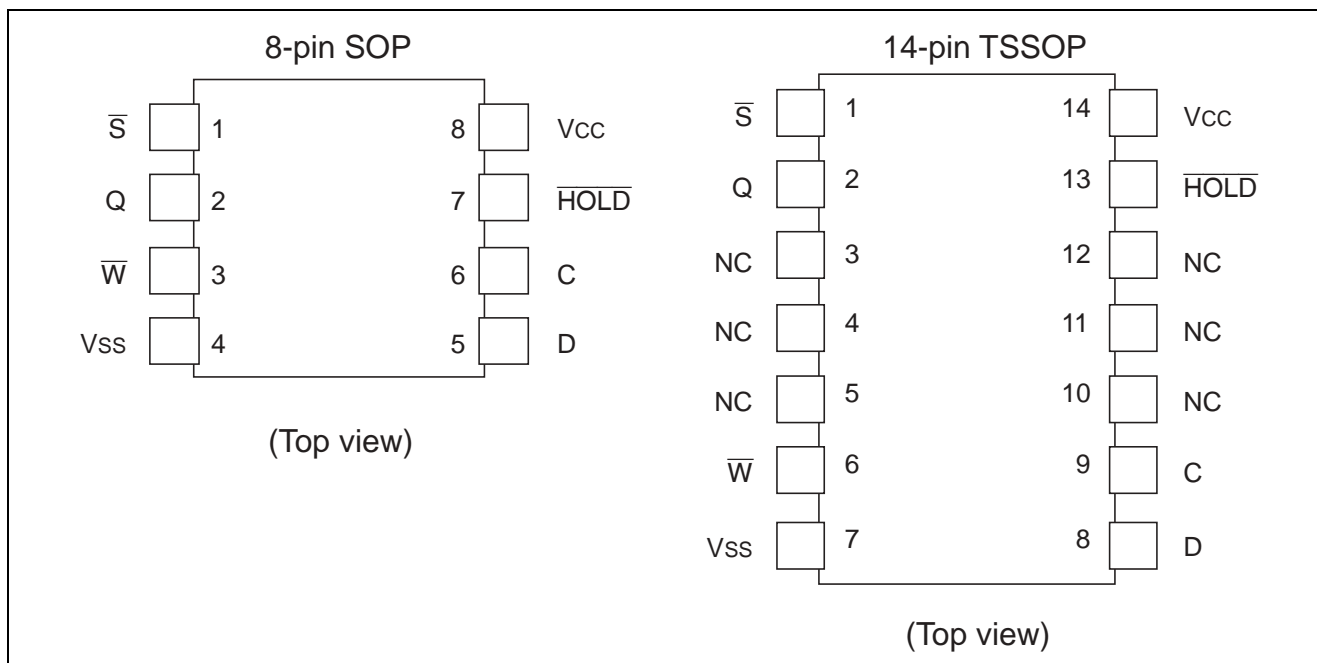 8-pin SOP
S̅ 1 8 VCC
Q 2 7 H̅O̅L̅D̅
W̅ 3 6 C
VSS 4 5 D
(Top view)
14-pin TSSOP
S̅ 1 14 VCC
Q 2 13 H̅O̅L̅D̅
NC 3 12 NC
NC 4 11 NC
NC 5 10 NC
W̅ 6 9 C
VSS 7 8 D
(Top view)